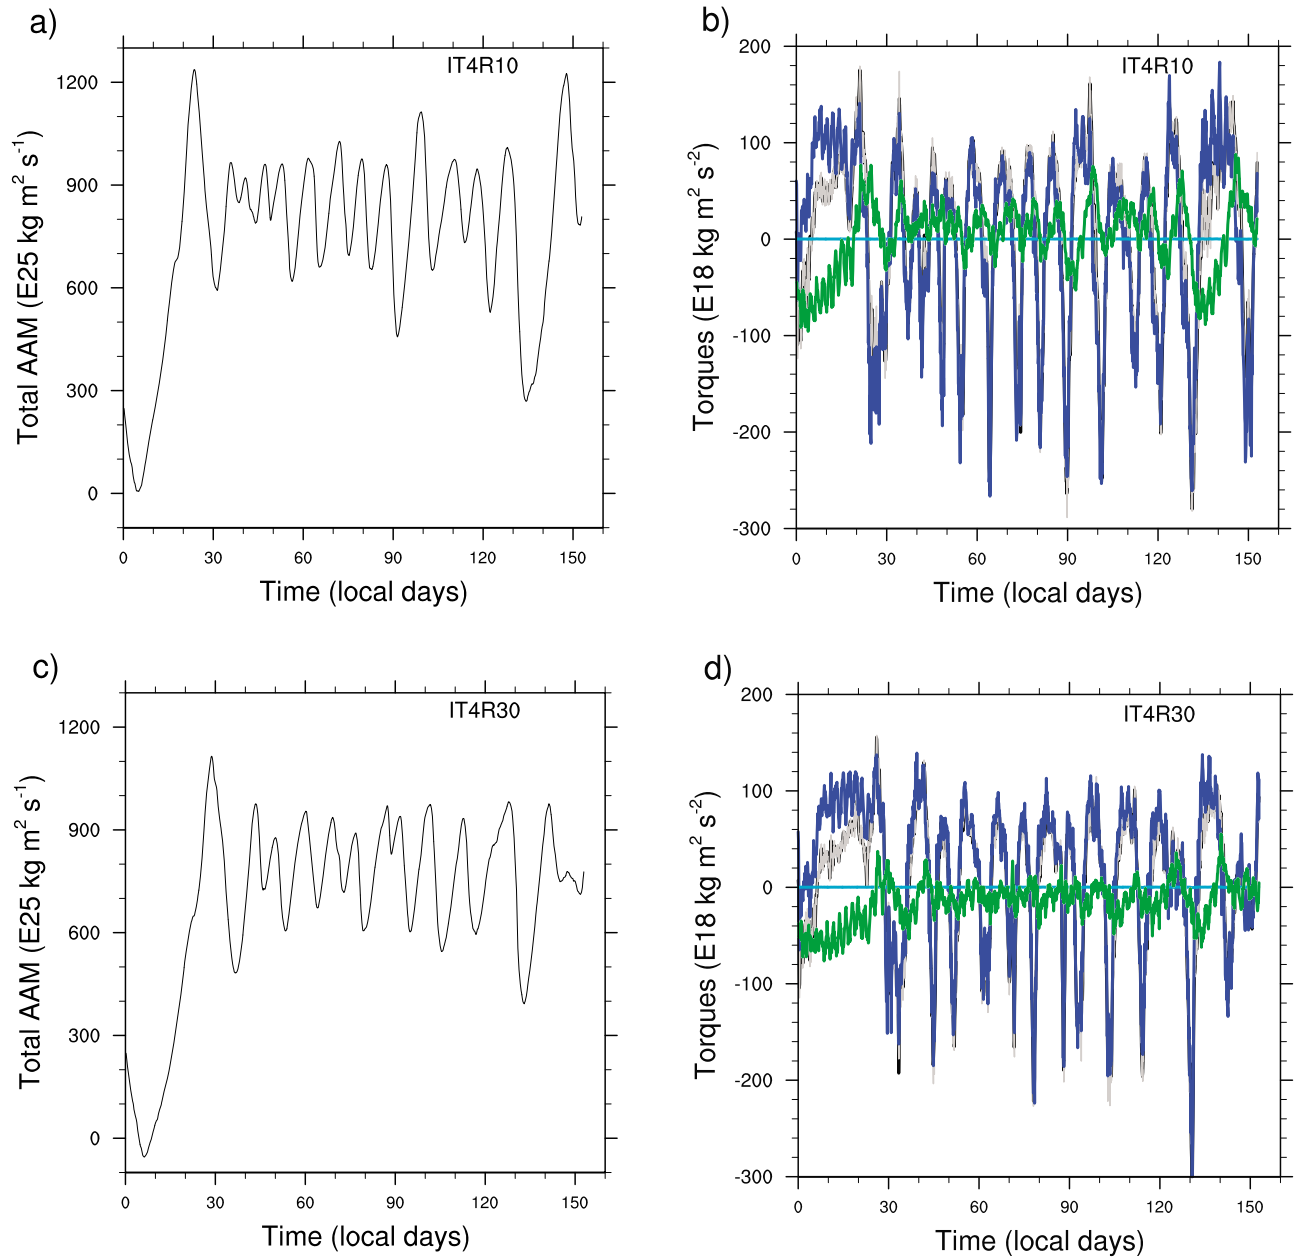 a)
IT4R10
Total AAM (E25 kg m² s⁻¹)
1200
900
600
300
0
0 30 60 90 120 150
Time (local days)
b)
IT4R10
Torques (E18 kg m² s⁻²)
200
100
0
-100
-200
-300
0 30 60 90 120 150
Time (local days)
c)
IT4R30
Total AAM (E25 kg m² s⁻¹)
1200
900
600
300
0
0 30 60 90 120 150
Time (local days)
d)
IT4R30
Torques (E18 kg m² s⁻²)
200
100
0
-100
-200
-300
0 30 60 90 120 150
Time (local days)